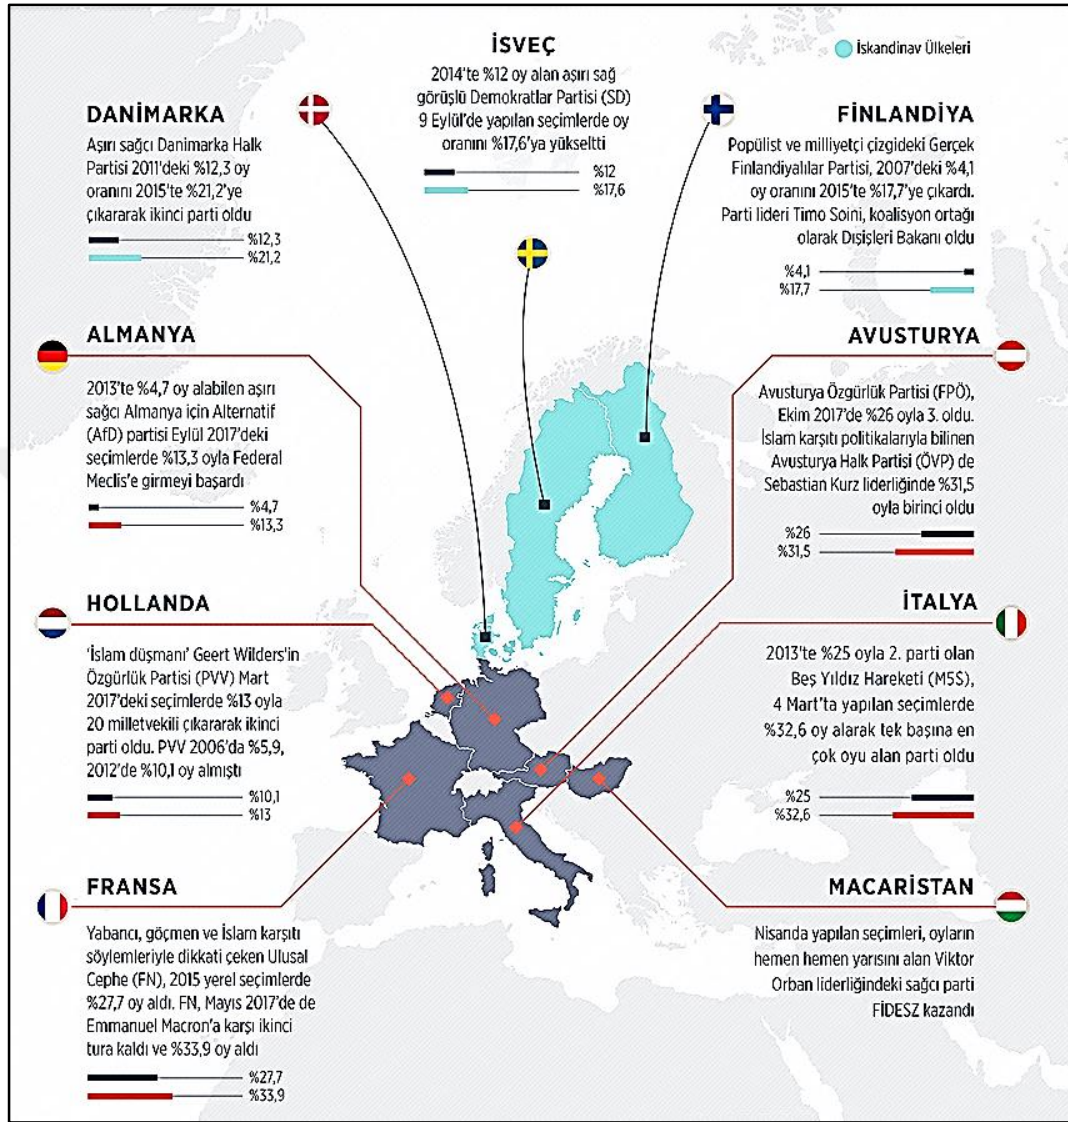 İSVEÇ
2014'te %12 oy alan aşırı sağ
görüşlü Demokratlar Partisi (SD)
9 Eylül'de yapılan seçimlerde oy
oranını %17,6'ya yükseltti
%12
%17,6
İskandinav Ülkeleri
DANİMARKA
Aşırı sağcı Danimarka Halk
Partisi 2011'deki %12,3 oy
oranını 2015'te %21,2'ye
çıkararak ikinci parti oldu
%12,3
%21,2
FİNLANDİYA
Popülist ve milliyetçi çizgideki Gerçek
Finlandiyalılar Partisi, 2007'deki %4,1
oy oranını 2015'te %17,7'ye çıkardı.
Parti lideri Timo Soini, koalisyon ortağı
olarak Dışişleri Bakanı oldu
%4,1
%17,7
ALMANYA
2013'te %4,7 oy alabilen aşırı
sağcı Almanya için Alternatif
(AfD) partisi Eylül 2017'deki
seçimlerde %13,3 oyla Federal
Meclis'e girmeyi başardı
%4,7
%13,3
AVUSTURYA
Avusturya Özgürlük Partisi (FPÖ),
Ekim 2017'de %26 oyla 3. oldu.
İslam karşıtı politikalarıyla bilinen
Avusturya Halk Partisi (ÖVP) de
Sebastian Kurz liderliğinde %31,5
oyla birinci oldu
%26
%31,5
HOLLANDA
'İslam düşmanı' Geert Wilders'in
Özgürlük Partisi (PVV) Mart
2017'deki seçimlerde %13 oyla
20 milletvekili çıkararak ikinci
parti oldu. PVV 2006'da %5,9,
2012'de %10,1 oy almıştı
%10,1
%13
İTALYA
2013'te %25 oyla 2. parti olan
Beş Yıldız Hareketi (M5S),
4 Mart'ta yapılan seçimlerde
%32,6 oy alarak tek başına en
çok oyu alan parti oldu
%25
%32,6
FRANSA
Yabancı, göçmen ve İslam karşıtı
söylemleriyle dikkati çeken Ulusal
Cephe (FN), 2015 yerel seçimlerde
%27,7 oy aldı. FN, Mayıs 2017'de de
Emmanuel Macron'a karşı ikinci
tura kaldı ve %33,9 oy aldı
%27,7
%33,9
MACARİSTAN
Nisanda yapılan seçimleri, oyların
hemen hemen yarısını alan Viktor
Orban liderliğindeki sağcı parti
FİDESZ kazandı